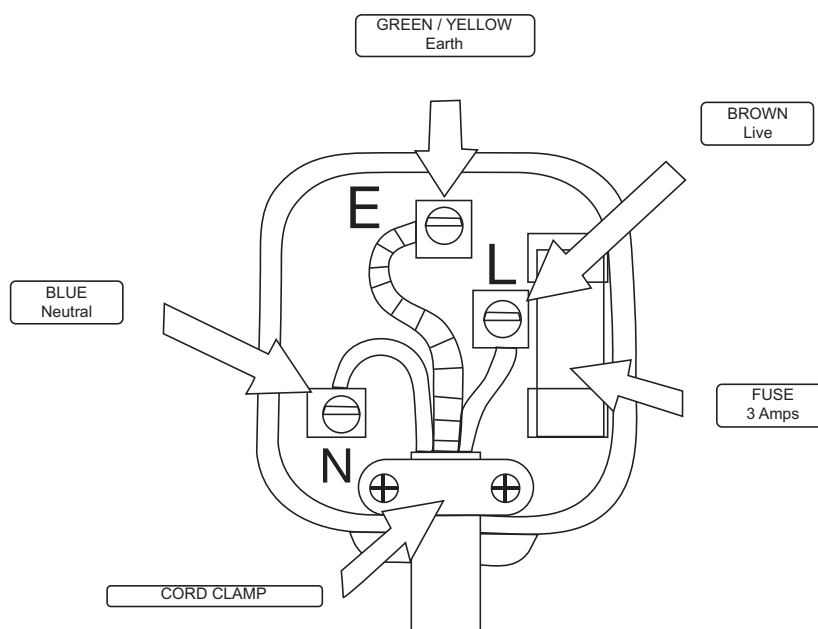 GREEN / YELLOW
Earth
BROWN
Live
E
L
BLUE
Neutral
FUSE
3 Amps
N
CORD CLAMP